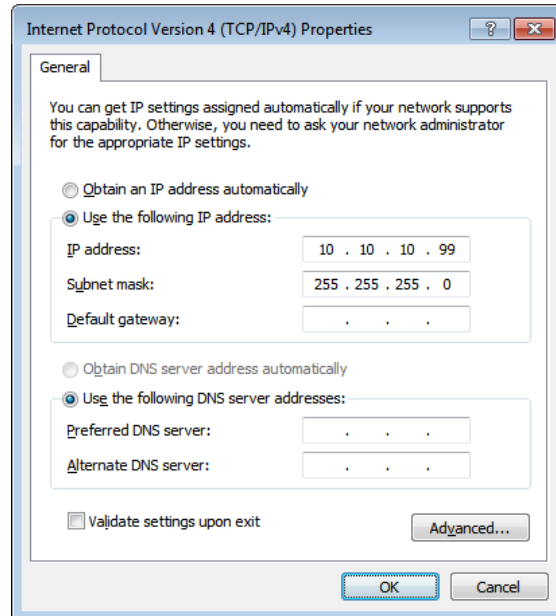 Internet Protocol Version 4 (TCP/IPv4) Properties
General
You can get IP settings assigned automatically if your network supports
this capability. Otherwise, you need to ask your network administrator
for the appropriate IP settings.
Obtain an IP address automatically
Use the following IP address:
IP address: 10 . 10 . 10 . 99
Subnet mask: 255 . 255 . 255 . 0
Default gateway: . . .
Obtain DNS server address automatically
Use the following DNS server addresses:
Preferred DNS server: . . .
Alternate DNS server: . . .
Validate settings upon exit
Advanced...
OK Cancel